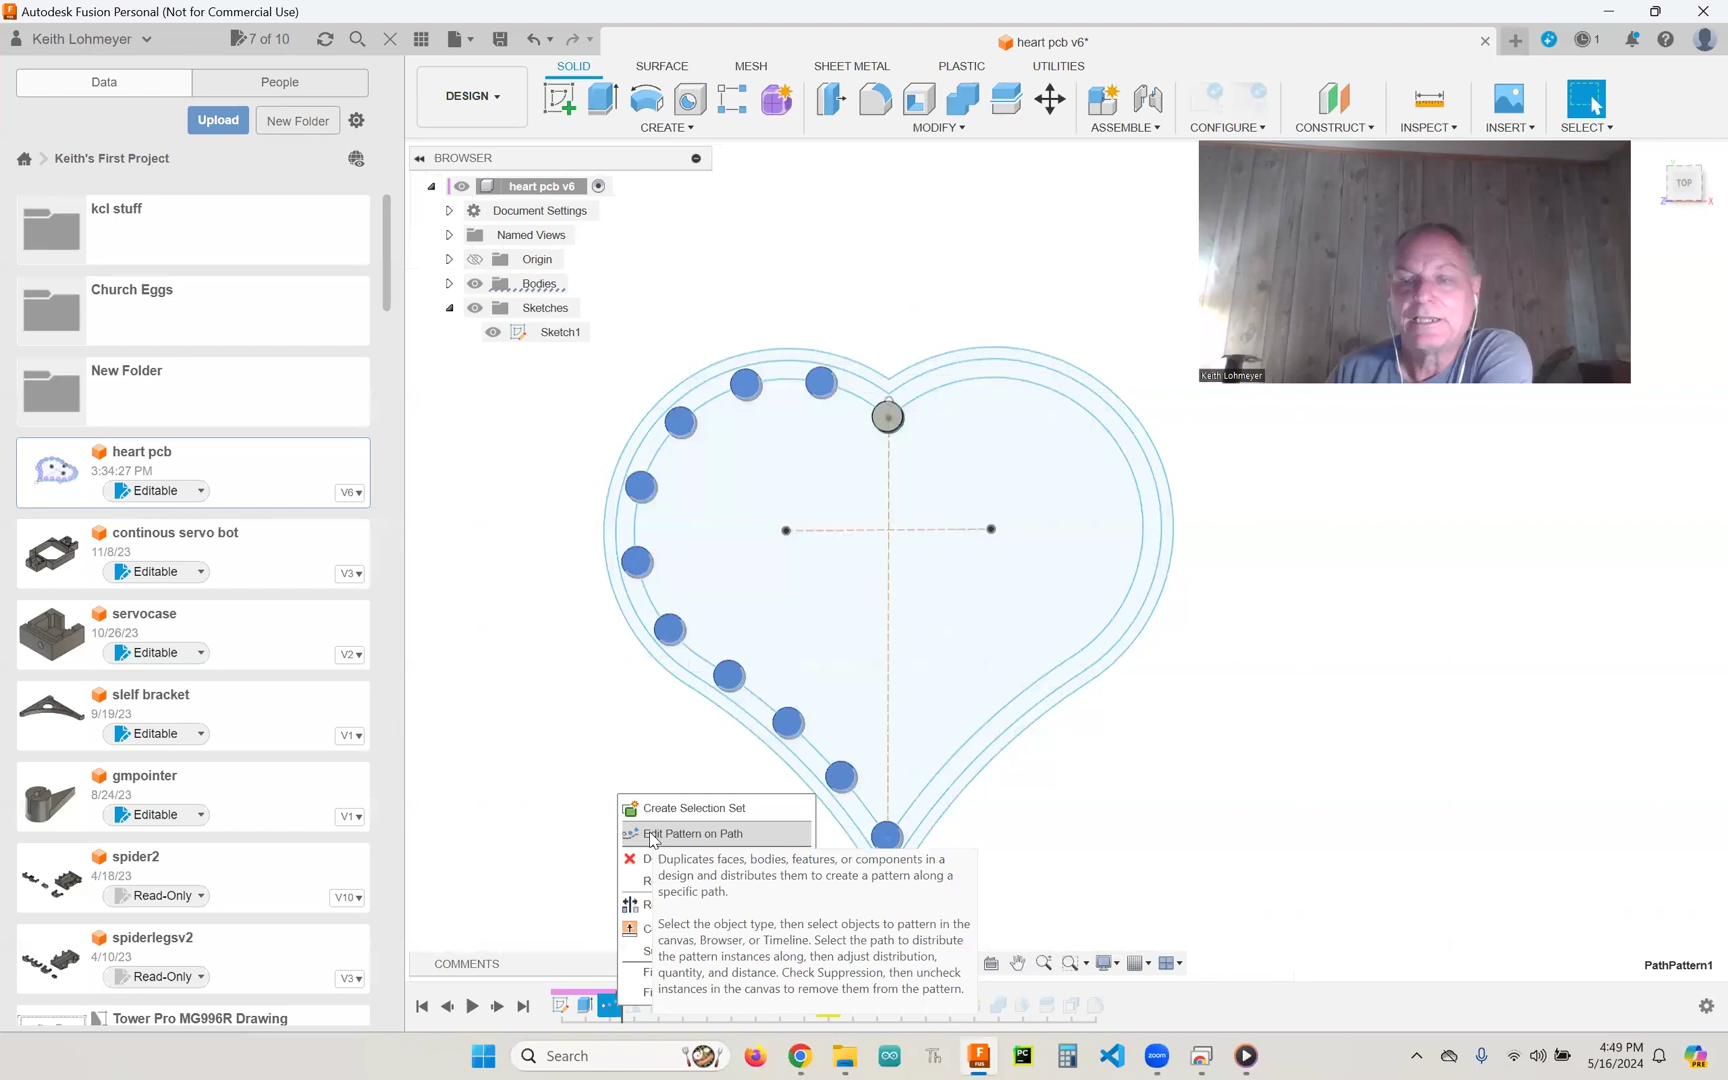 Autodesk Fusion Personal (Not for Commercial Use)
Keith Lohmeyer
7 of 10
heart pcb v6*
1
Data
People
Upload
New Folder
Keith's First Project
kcl stuff
Church Eggs
New Folder
heart pcb
3:34:27 PM
Editable
V6
continous servo bot
11/8/23
Editable
V3
servocase
10/26/23
Editable
V2
slelf bracket
9/19/23
Editable
V1
gmpointer
8/24/23
Editable
V1
spider2
4/18/23
Read-Only
V10
spiderlegsv2
4/10/23
Read-Only
V3
Tower Pro MG996R Drawing
DESIGN
SOLID
SURFACE
MESH
SHEET METAL
PLASTIC
UTILITIES
CREATE
MODIFY
ASSEMBLE
CONFIGURE
CONSTRUCT
INSPECT
INSERT
SELECT
BROWSER
heart pcb v6
Document Settings
Named Views
Origin
Bodies
Sketches
Sketch1
TOP
Z
X
Keith Lohmeyer
Create Selection Set
Edit Pattern on Path
Duplicates faces, bodies, features, or components in a
design and distributes them to create a pattern along a
specific path.
Select the object type, then select objects to pattern in the
canvas, Browser, or Timeline. Select the path to distribute
the pattern instances along, then adjust distribution,
quantity, and distance. Check Suppression, then uncheck
instances in the canvas to remove them from the pattern.
COMMENTS
PathPattern1
Search
Th
PC
F
FUS
zoom
PRE
4:49 PM
5/16/2024